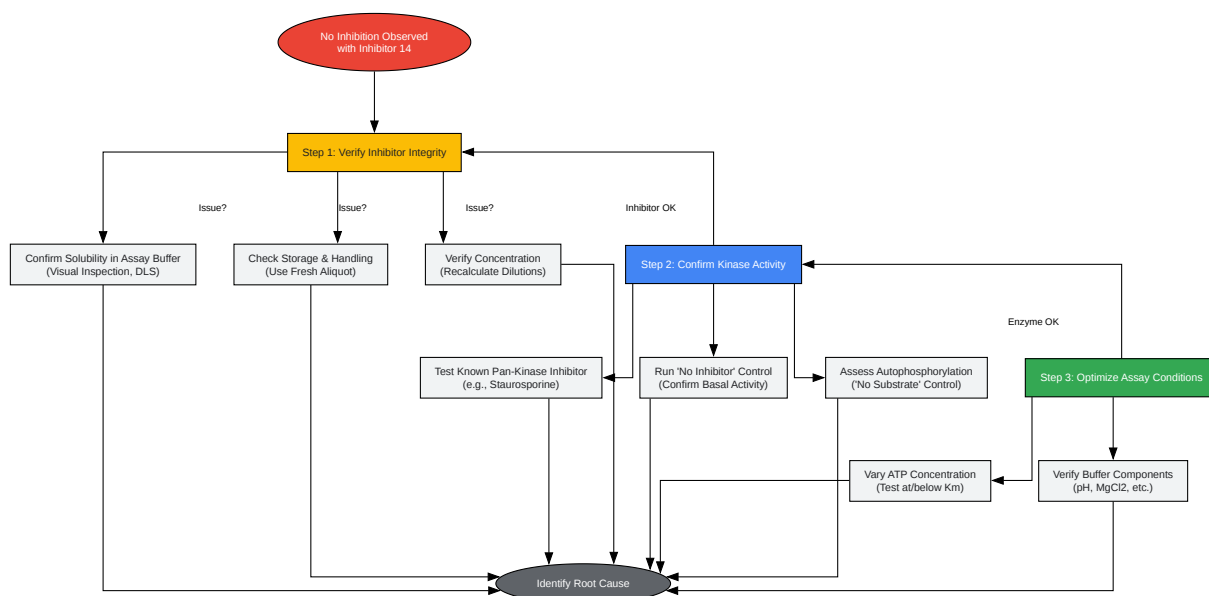 No Inhibition Observed
with Inhibitor 14
Step 1: Verify Inhibitor Integrity
Issue?
Issue?
Issue?
Inhibitor OK
Confirm Solubility in Assay Buffer
(Visual Inspection, DLS)
Check Storage & Handling
(Use Fresh Aliquot)
Verify Concentration
(Recalculate Dilutions)
Step 2: Confirm Kinase Activity
Enzyme OK
Test Known Pan-Kinase Inhibitor
(e.g., Staurosporine)
Run 'No Inhibitor' Control
(Confirm Basal Activity)
Assess Autophosphorylation
('No Substrate' Control)
Step 3: Optimize Assay Conditions
Vary ATP Concentration
(Test at/below Km)
Verify Buffer Components
(pH, MgCl2, etc.)
Identify Root Cause